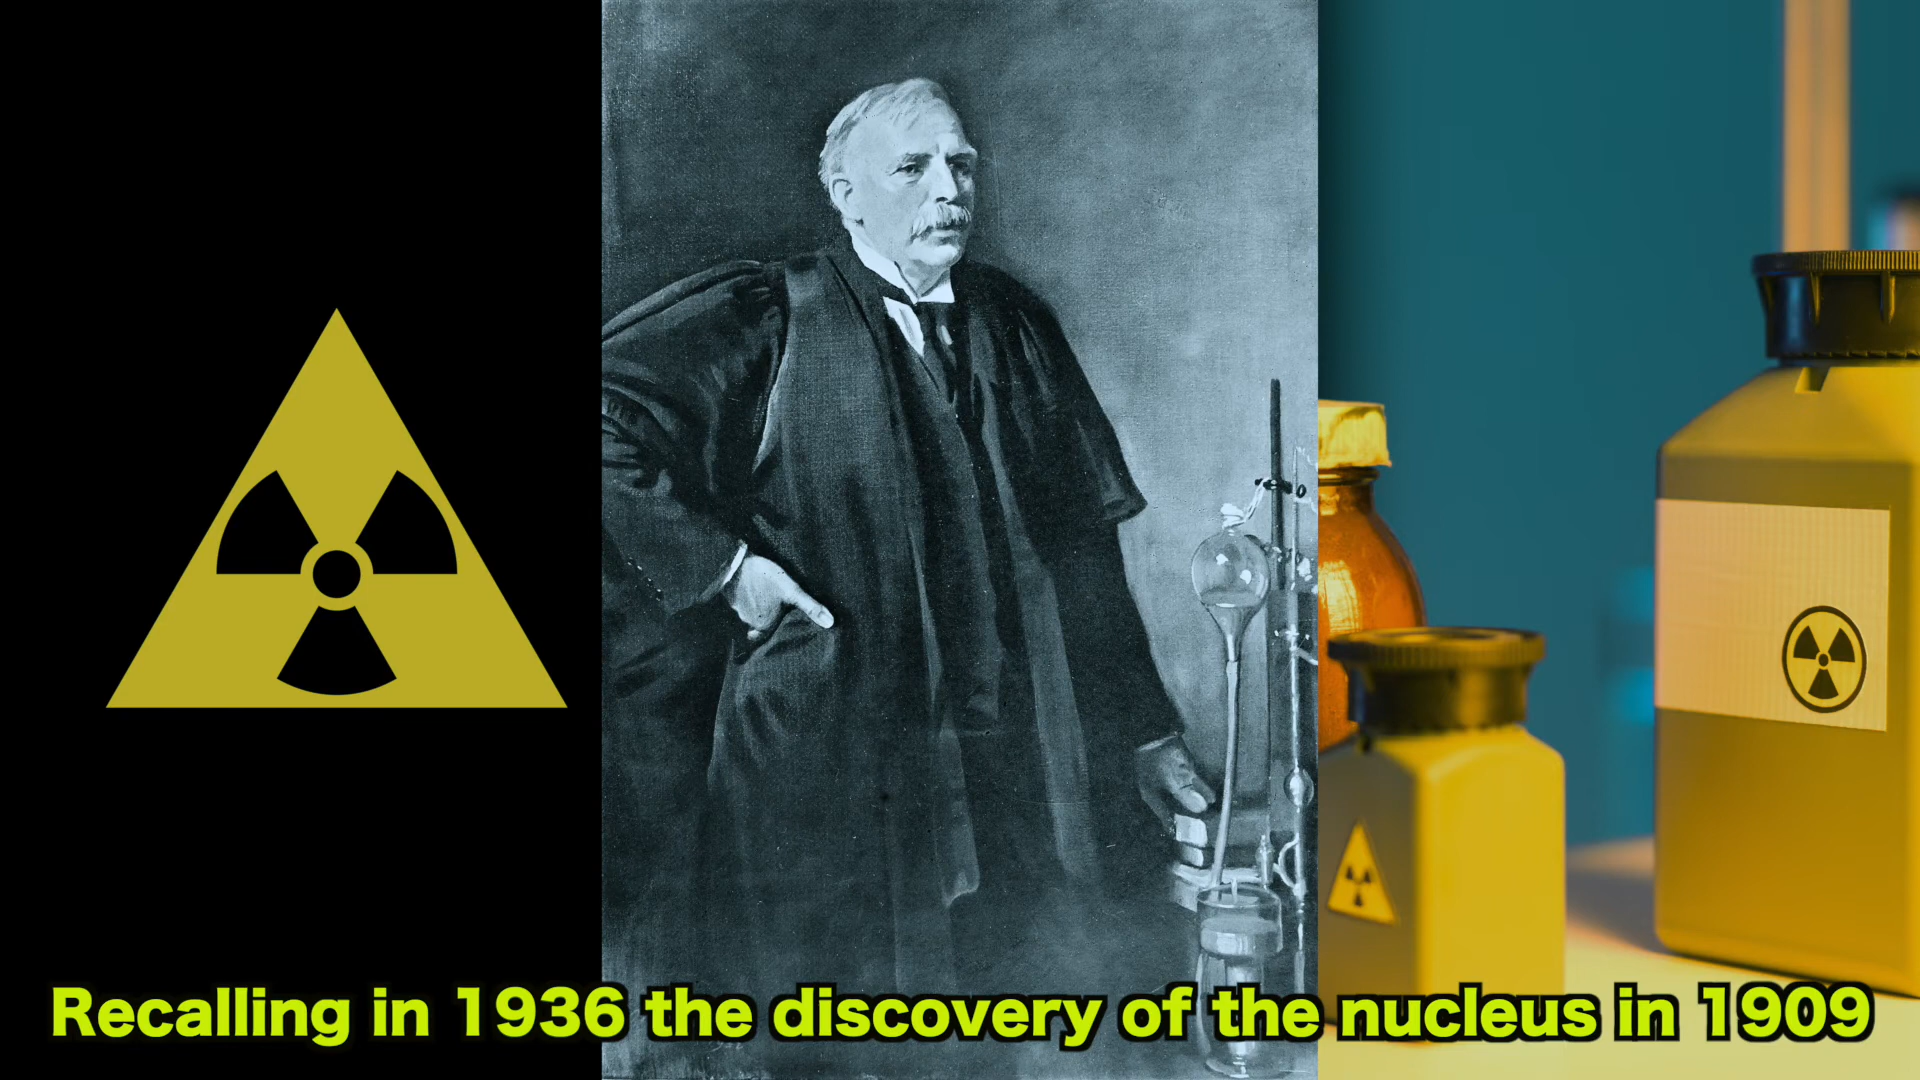 Recalling in 1936 the discovery of the nucleus in 1909